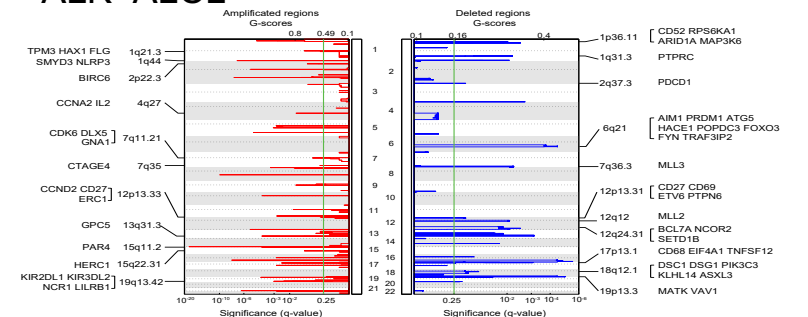 Amplified regions
G-scores
0.8 0.49 0.1
TPM3 HAX1 FLG 1q21.3
SMYD3 NLRP3 1q44
BIRC6 2p22.3
CCNA2 IL2 4q27
CDK6 DLX5
GNA1 7q11.21
CTAGE4 7q35
CCND2 CD27
ERC1 12p13.33
GPC5 13q31.3
PAR4 15q11.2
HERC1 15q22.31
KIR2DL1 KIR3DL2
NCR1 LILRB1 19q13.42
0.25
Significance (q-value)
1
2
3
4
5
6
7
8
9
10
11
12
13
14
15
16
17
18
19
20
21
22
Deleted regions
G-scores
0.1 0.16 0.4
1p36.11 CD52 RPS6KA1
ARID1A MAP3K6
1q31.3 PTPRC
2q37.3 PDCD1
6q21 AIM1 PRDM1 ATG5
HACE1 POPDC3 FOXO3
FYN TRAF3IP2
7q36.3 MLL3
12p13.31 CD27 CD69
ETV6 PTPN6
12q12 MLL2
12q24.31 BCL7A NCOR2
SETD1B
17p13.1 CD68 EIF4A1 TNFSF12
18q12.1 DSC1 DSG1 PIK3C3
KLHL14 ASXL3
19p13.3 MATK VAV1
0.25
Significance (q-value)